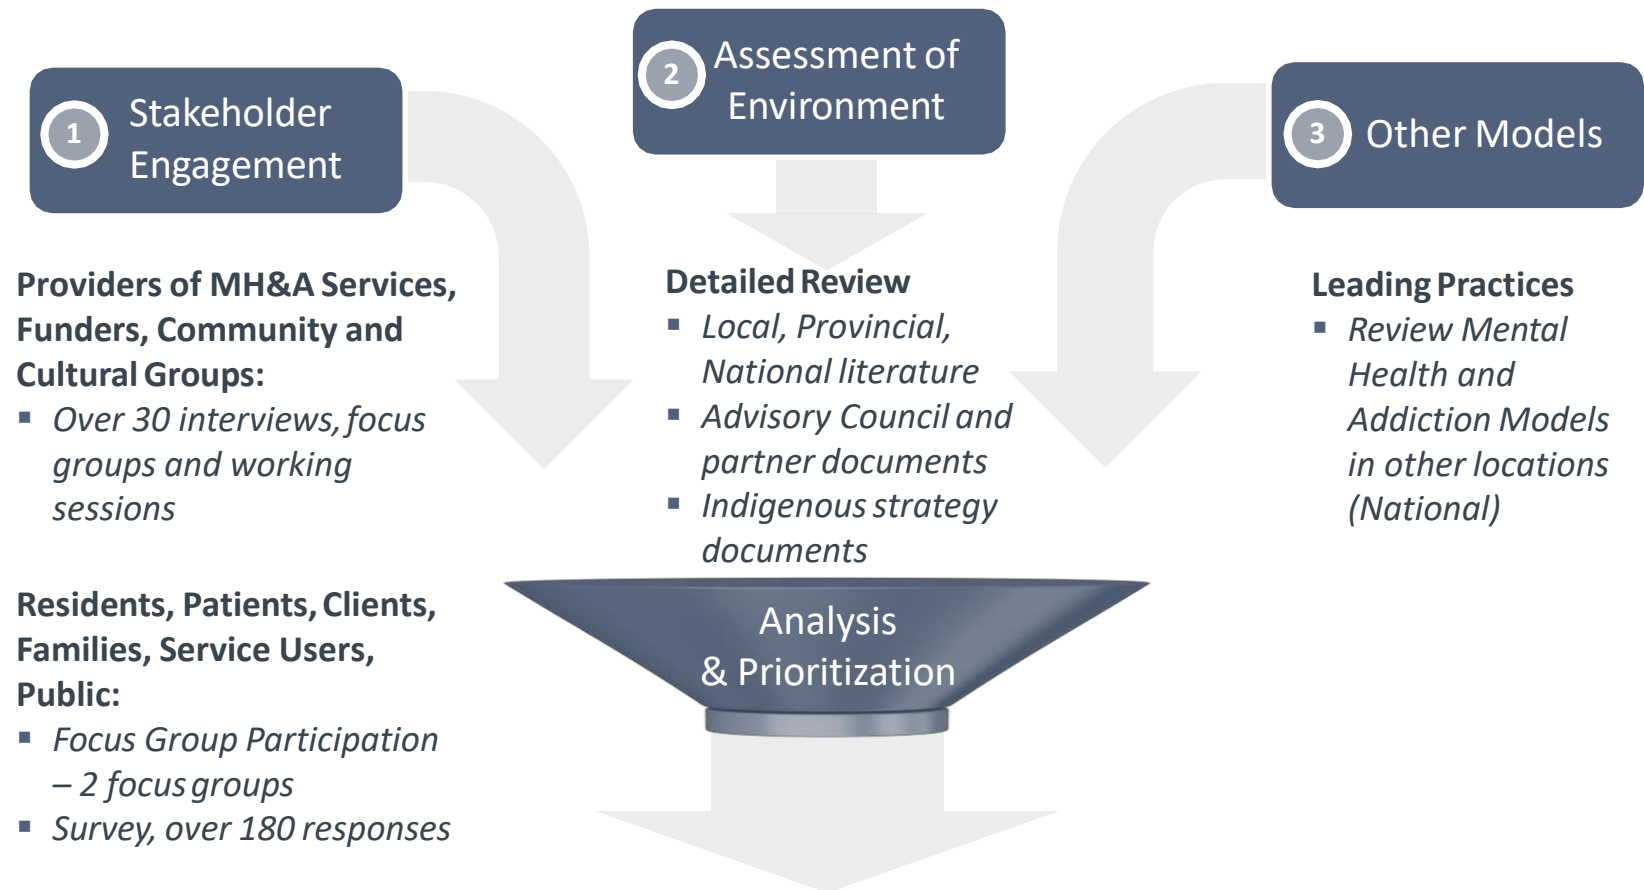 1
Stakeholder
Engagement
2
Assessment of
Environment
3
Other Models
Providers of MH&A Services,
Funders, Community and
Cultural Groups:
▪ Over 30 interviews, focus
groups and working
sessions
Residents, Patients, Clients,
Families, Service Users,
Public:
▪ Focus Group Participation
– 2 focus groups
▪ Survey, over 180 responses
Detailed Review
▪ Local, Provincial,
National literature
▪ Advisory Council and
partner documents
▪ Indigenous strategy
documents
Leading Practices
▪ Review Mental
Health and
Addiction Models
in other locations
(National)
Analysis
& Prioritization